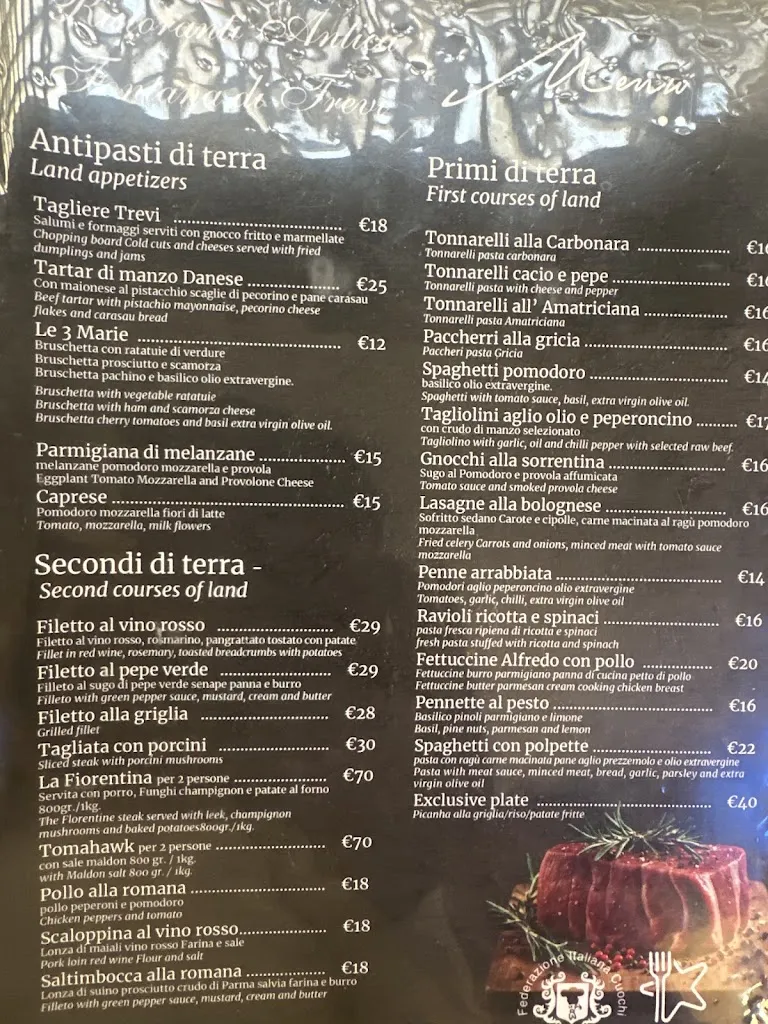 Ristorante Antica
Fontana di Trevi
Menù
Antipasti di terra
Land appetizers
Tagliere Trevi ........ €18
Salumi e formaggi serviti con gnocco fritto e marmellate
Chopping board Cold cuts and cheeses served with fried
dumplings and jams
Tartar di manzo Danese ........ €25
Con maionese al pistacchio scaglie di pecorino e pane carasau
Beef tartar with pistachio mayonnaise, pecorino cheese
flakes and carasau bread
Le 3 Marie ........ €12
Bruschetta con ratatuie di verdure
Bruschetta prosciutto e scamorza
Bruschetta pachino e basilico olio extravergine.
Bruschetta with vegetable ratatuie
Bruschetta with ham and scamorza cheese
Bruschetta cherry tomatoes and basil extra virgin olive oil.
Parmigiana di melanzane ........ €15
melanzane pomodoro mozzarella e provola
Eggplant Tomato Mozzarella and Provolone Cheese
Caprese ........ €15
Pomodoro mozzarella fiori di latte
Tomato, mozzarella, milk flowers
Secondi di terra -
Second courses of land
Filetto al vino rosso ........ €29
Filetto al vino rosso, rosmarino, pangrattato tostato con patate
Fillet in red wine, rosemary, toasted breadcrumbs with potatoes
Filetto al pepe verde ........ €29
Filleto al sugo di pepe verde senape panna e burro
Filleto with green pepper sauce, mustard, cream and butter
Filetto alla griglia ........ €28
Grilled fillet
Tagliata con porcini ........ €30
Sliced steak with porcini mushrooms
La Fiorentina per 2 persone ........ €70
Servita con porro, Funghi champignon e patate al forno
800gr./1kg.
The Florentine steak served with leek, champignon
mushrooms and baked potatoes800gr./1kg.
Tomahawk per 2 persone ........ €70
con sale maldon 800 gr. / 1kg.
with Maldon salt 800 gr. / 1kg.
Pollo alla romana ........ €18
pollo peperoni e pomodoro
Chicken peppers and tomato
Scaloppina al vino rosso........ €18
Lonza di maiali vino rosso Farina e sale
Pork loin red wine Flour and salt
Saltimbocca alla romana ........ €18
Lonza di suino prosciutto crudo di Parma salvia farina e burro
Filleto with green pepper sauce, mustard, cream and butter
Primi di terra
First courses of land
Tonnarelli alla Carbonara ........
Tonnarelli pasta carbonara
Tonnarelli cacio e pepe ........
Tonnarelli pasta with cheese and pepper
Tonnarelli all' Amatriciana ........ €16
Tonnarelli pasta Amatriciana
Paccherri alla gricia ........ €16
Paccheri pasta Gricia
Spaghetti pomodoro ........ €14
basilico olio extravergine.
Spaghetti with tomato sauce, basil, extra virgin olive oil.
Tagliolini aglio olio e peperoncino ........ €17
con crudo di manzo selezionato
Tagliolino with garlic, oil and chilli pepper with selected raw beef.
Gnocchi alla sorrentina ........ €16
Sugo al Pomodoro e provola affumicata
Tomato sauce and smoked provola cheese
Lasagne alla bolognese ........ €16
Sofritto sedano Carote e cipolle, carne macinata al ragù pomodoro
mozzarella
Fried celery Carrots and onions, minced meat with tomato sauce
mozzarella
Penne arrabbiata ........ €14
Pomodori aglio peperoncino olio extravergine
Tomatoes, garlic, chilli, extra virgin olive oil
Ravioli ricotta e spinaci ........ €16
pasta fresca ripiena di ricotta e spinaci
fresh pasta stuffed with ricotta and spinach
Fettuccine Alfredo con pollo ........ €20
Fettuccine burro parmigiano panna di cucina petto di pollo
Fettuccine butter parmesan cream cooking chicken breast
Pennette al pesto ........ €16
Basilico pinoli parmigiano e limone
Basil, pine nuts, parmesan and lemon
Spaghetti con polpette ........ €22
pasta con ragù carne macinata pane aglio prezzemolo e olio extravergine
Pasta with meat sauce, minced meat, bread, garlic, parsley and extra
virgin olive oil
Exclusive plate ........ €40
Picanha alla griglia/riso/patate fritte
Federazione Italiana Cuochi